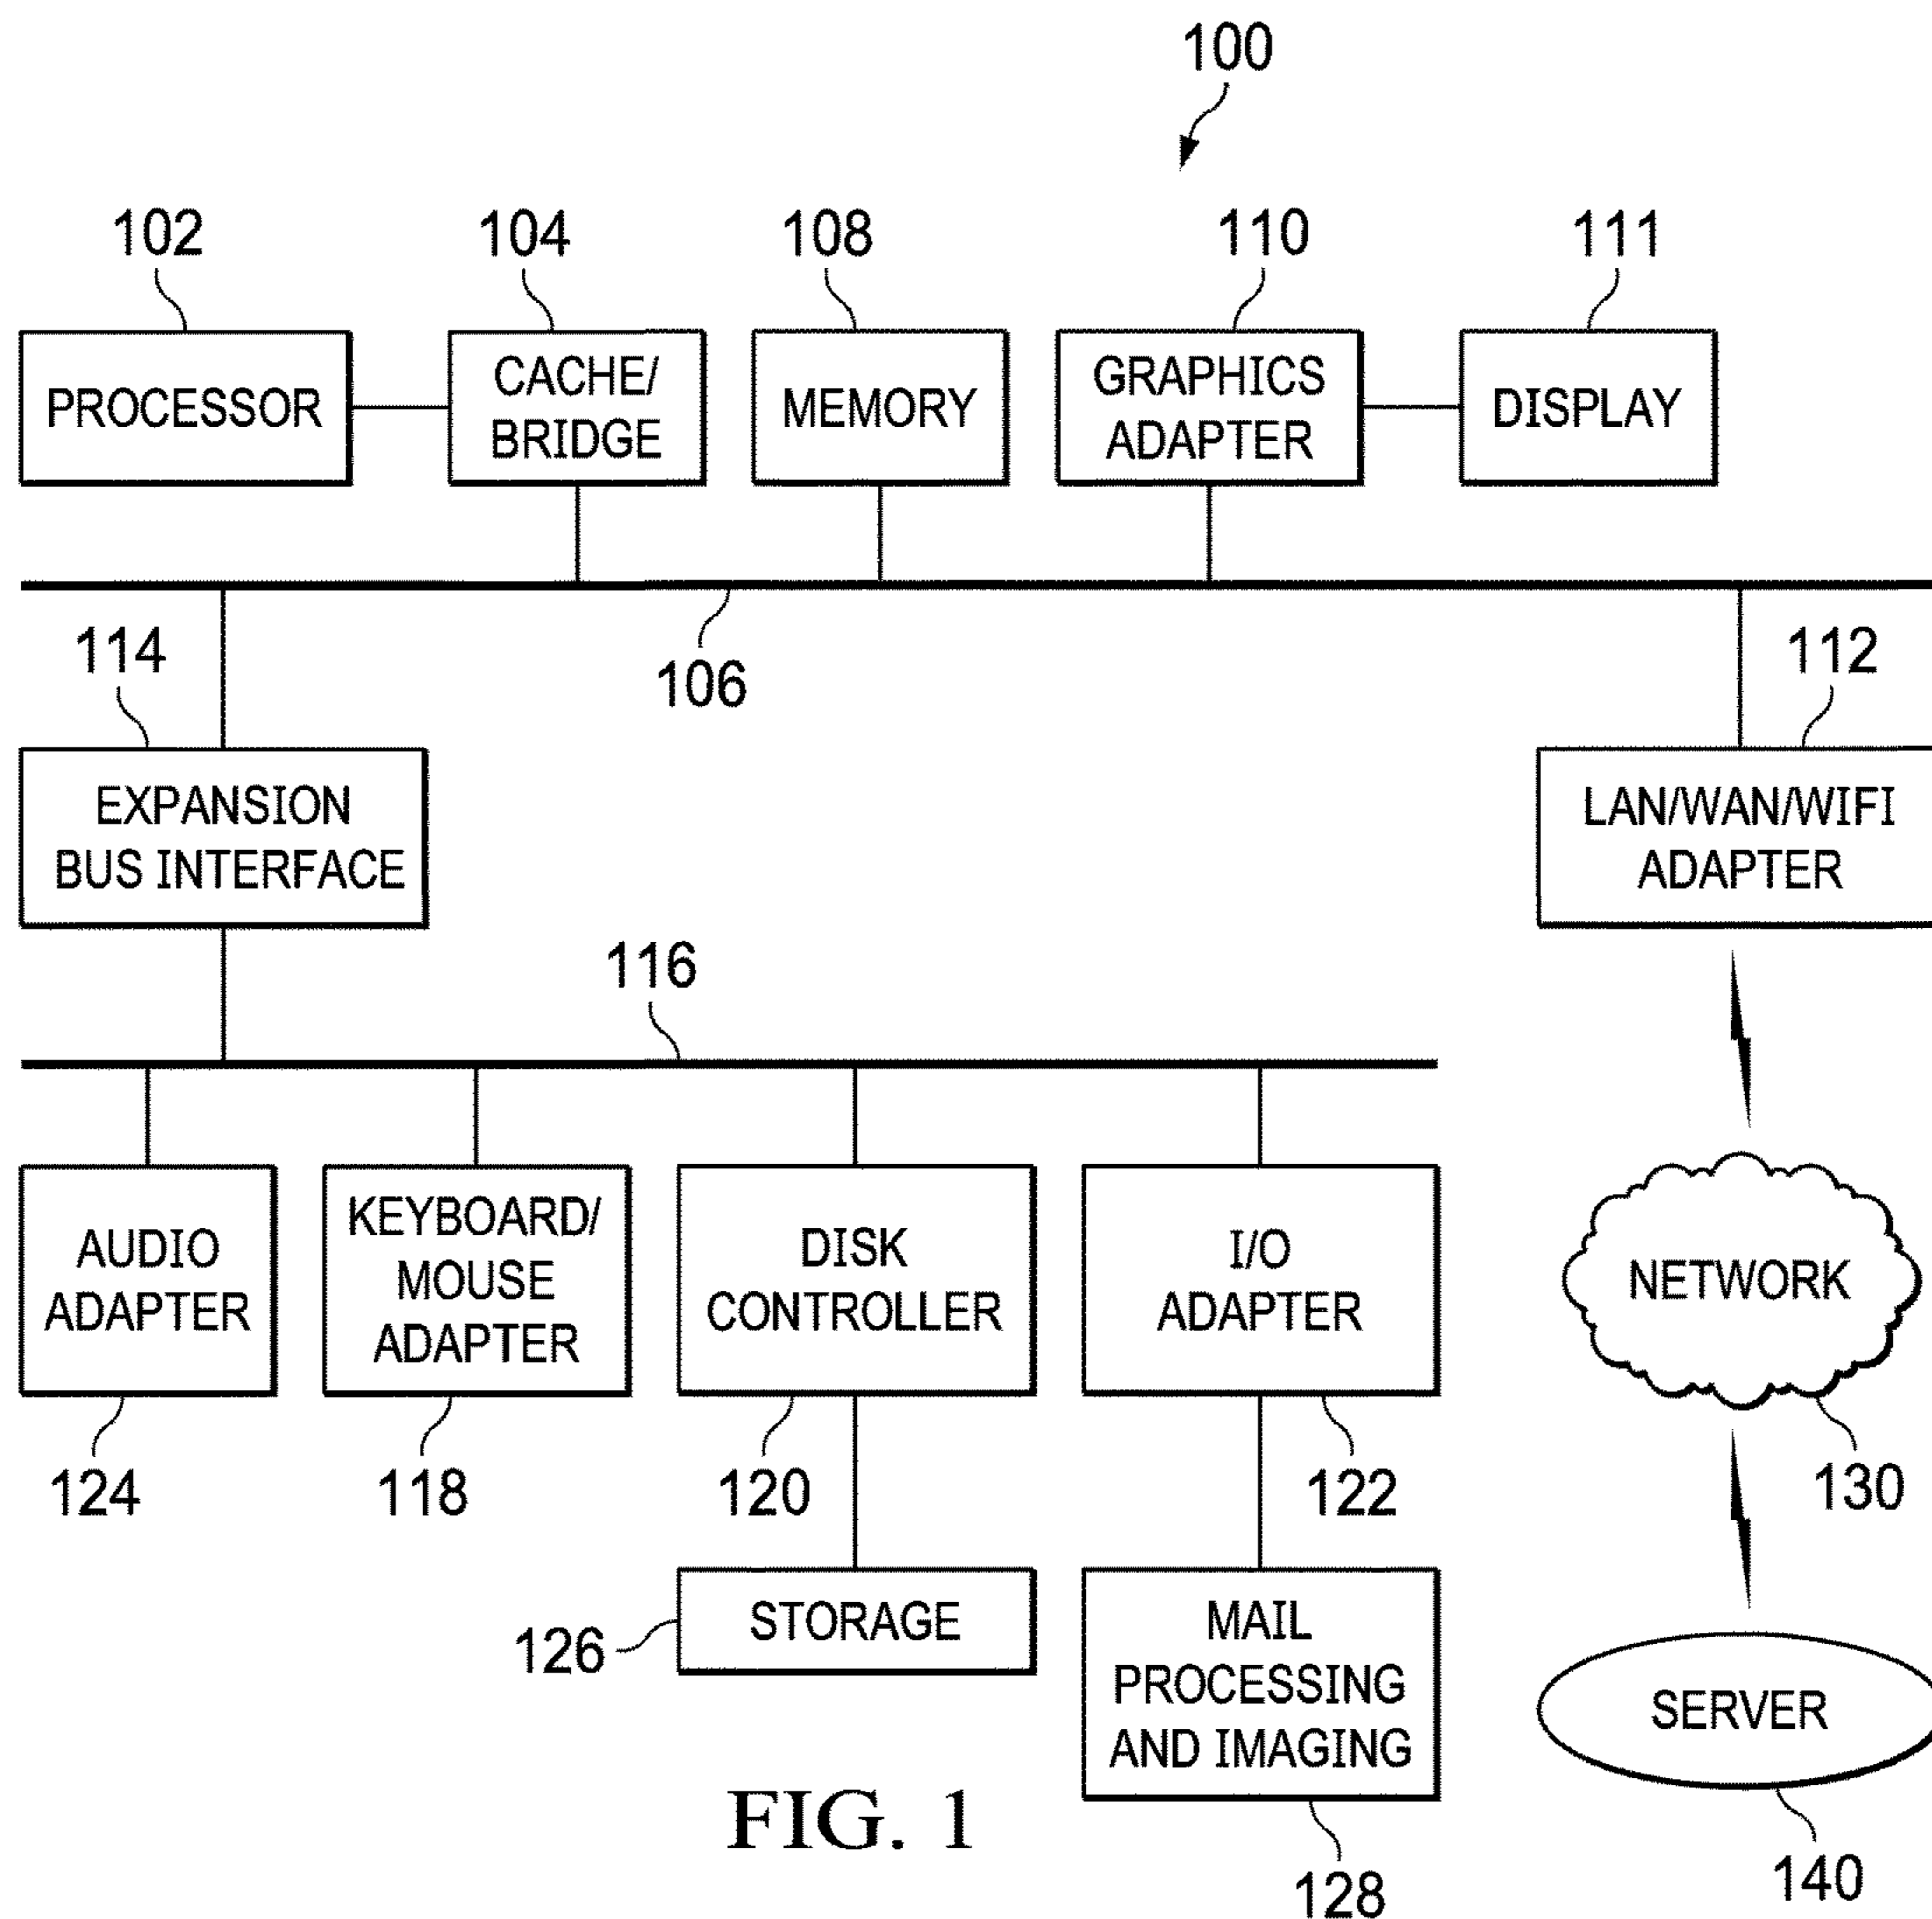 100
102
104
108
110
111
PROCESSOR
CACHE/
BRIDGE
MEMORY
GRAPHICS
ADAPTER
DISPLAY
106
114
112
EXPANSION
BUS INTERFACE
LAN/WAN/WIFI
ADAPTER
116
AUDIO
ADAPTER
KEYBOARD/
MOUSE
ADAPTER
DISK
CONTROLLER
I/O
ADAPTER
NETWORK
124
118
120
122
130
STORAGE
126
MAIL
PROCESSING
AND IMAGING
SERVER
128
140
FIG. 1